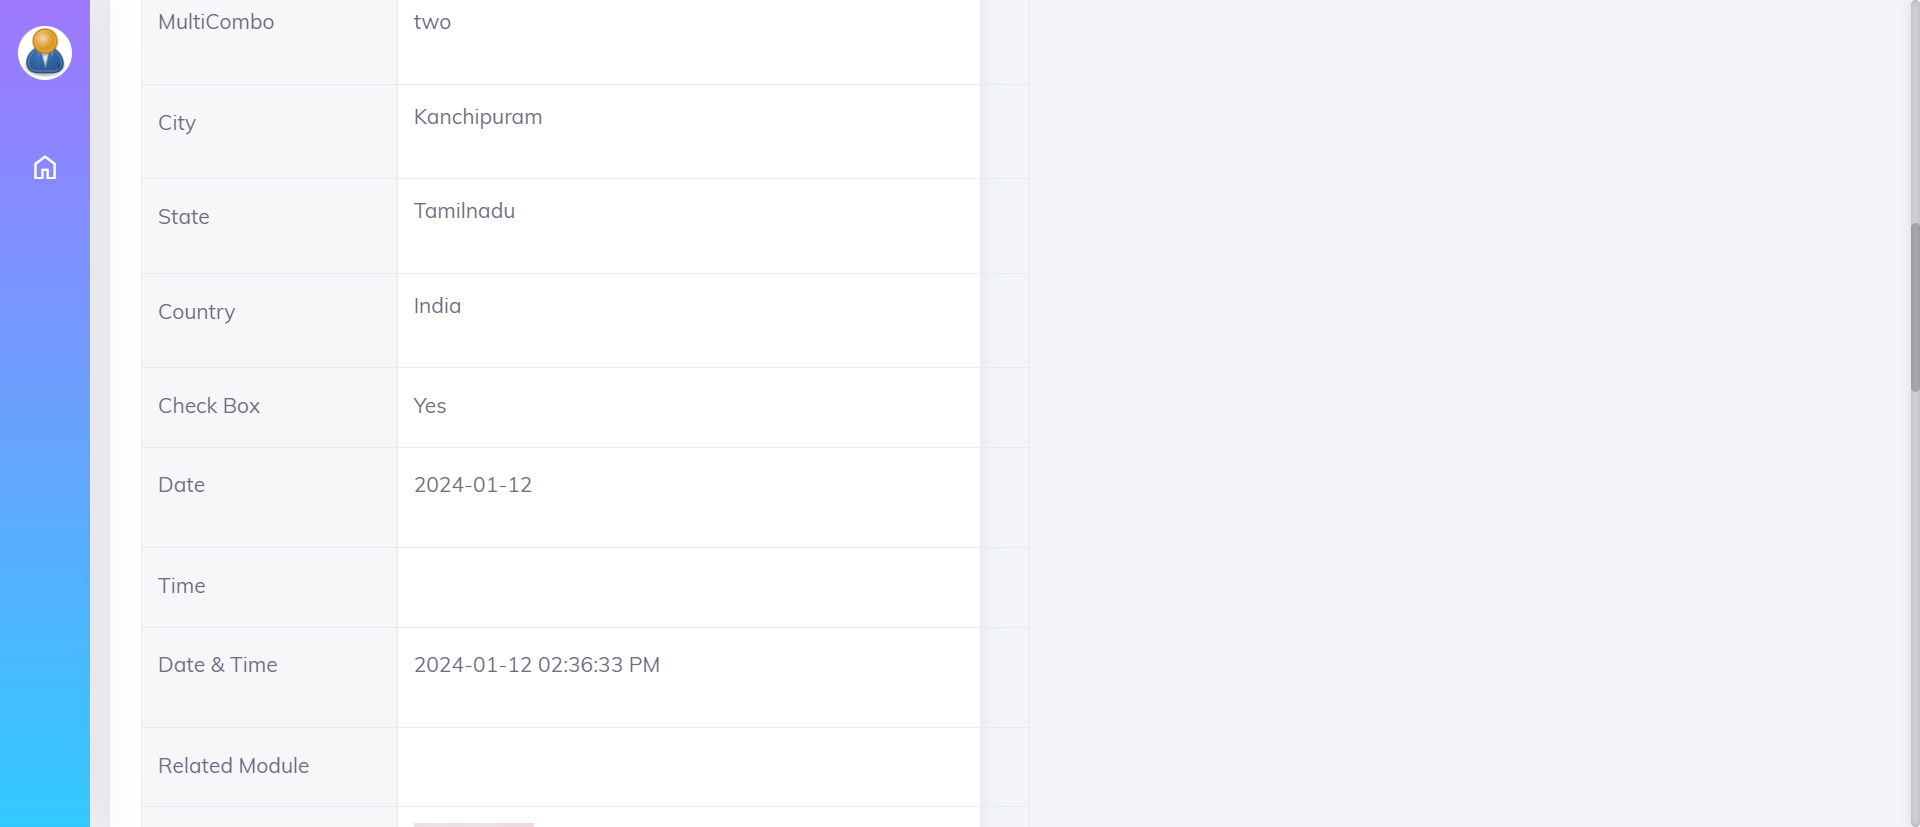 MultiCombo two
City Kanchipuram
State Tamilnadu
Country India
Check Box Yes
Date 2024-01-12
Time
Date & Time 2024-01-12 02:36:33 PM
Related Module